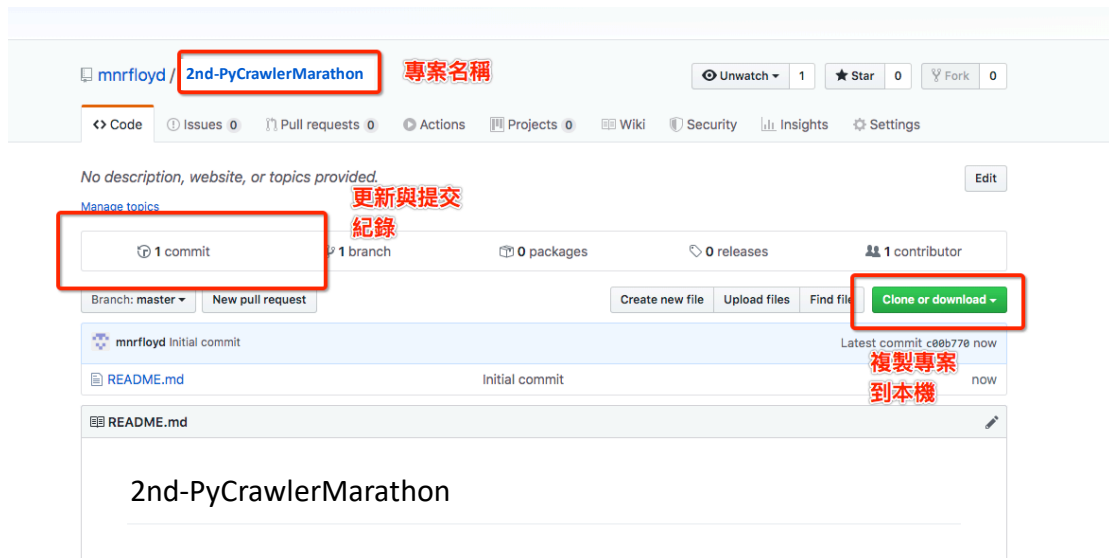 mnrfloyd / 2nd-PyCrawlerMarathon 專案名稱 Unwatch 1 Star 0 Fork 0
Code Issues 0 Pull requests 0 Actions Projects 0 Wiki Security Insights Settings
No description, website, or topics provided. Edit
Manage topics
更新與提交
紀錄
1 commit 1 branch 0 packages 0 releases 1 contributor
Branch: master New pull request Create new file Upload files Find file Clone or download
mnrfloyd Initial commit Latest commit c00b770 now
複製專案
到本機
README.md Initial commit now
README.md
2nd-PyCrawlerMarathon